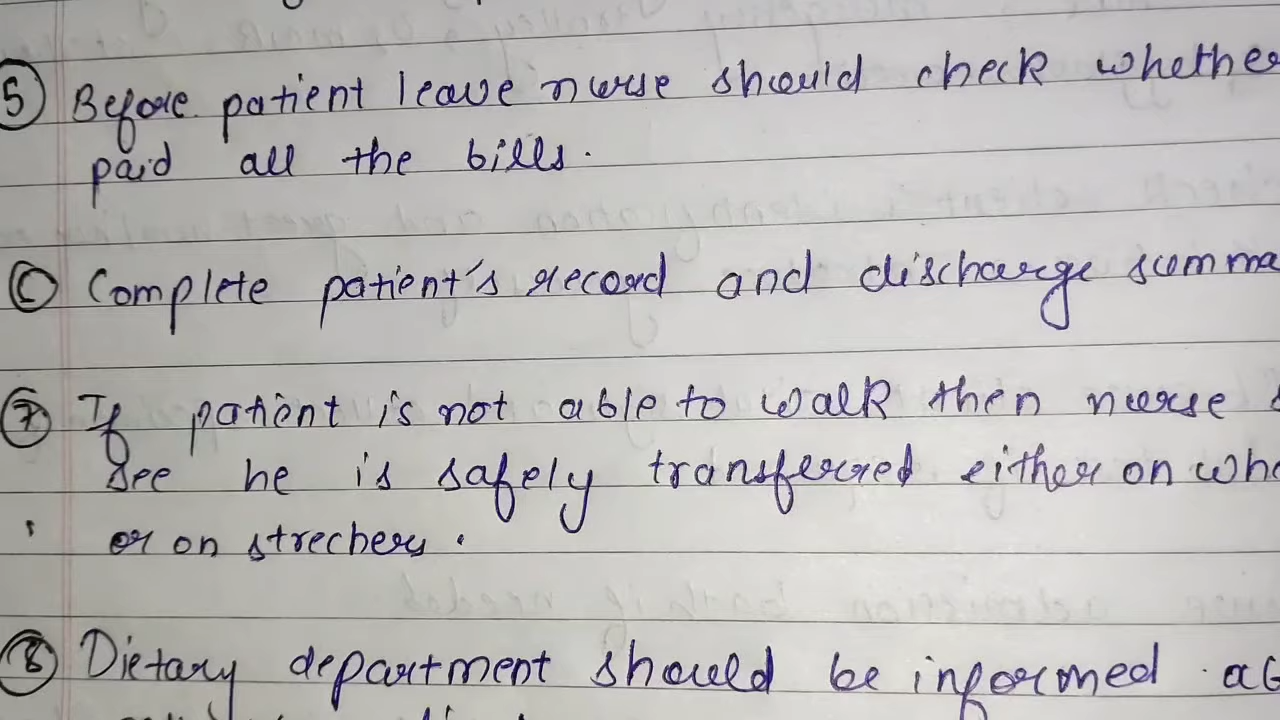 5 Before patient leave nurse should check whether
paid all the bills.
6 Complete patient's record and discharge summa
7 If patient is not able to walk then nurse
see he is safely transferred either on whe
or on strechers.
8 Dietary department should be informed